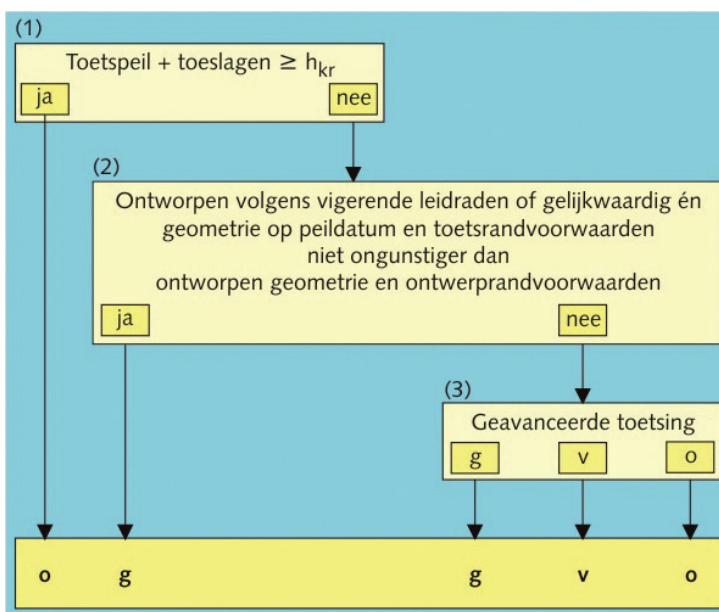 (1)
Toetspeil + toeslagen ≥ hkr
ja nee
(2)
Ontworpen volgens vigerende leidraden of gelijkwaardig én
geometrie op peildatum en toetsrandvoorwaarden
niet ongunstiger dan
ontworpen geometrie en ontwerprandvoorwaarden
ja nee
(3)
Geavanceerde toetsing
g v o
o g g v o